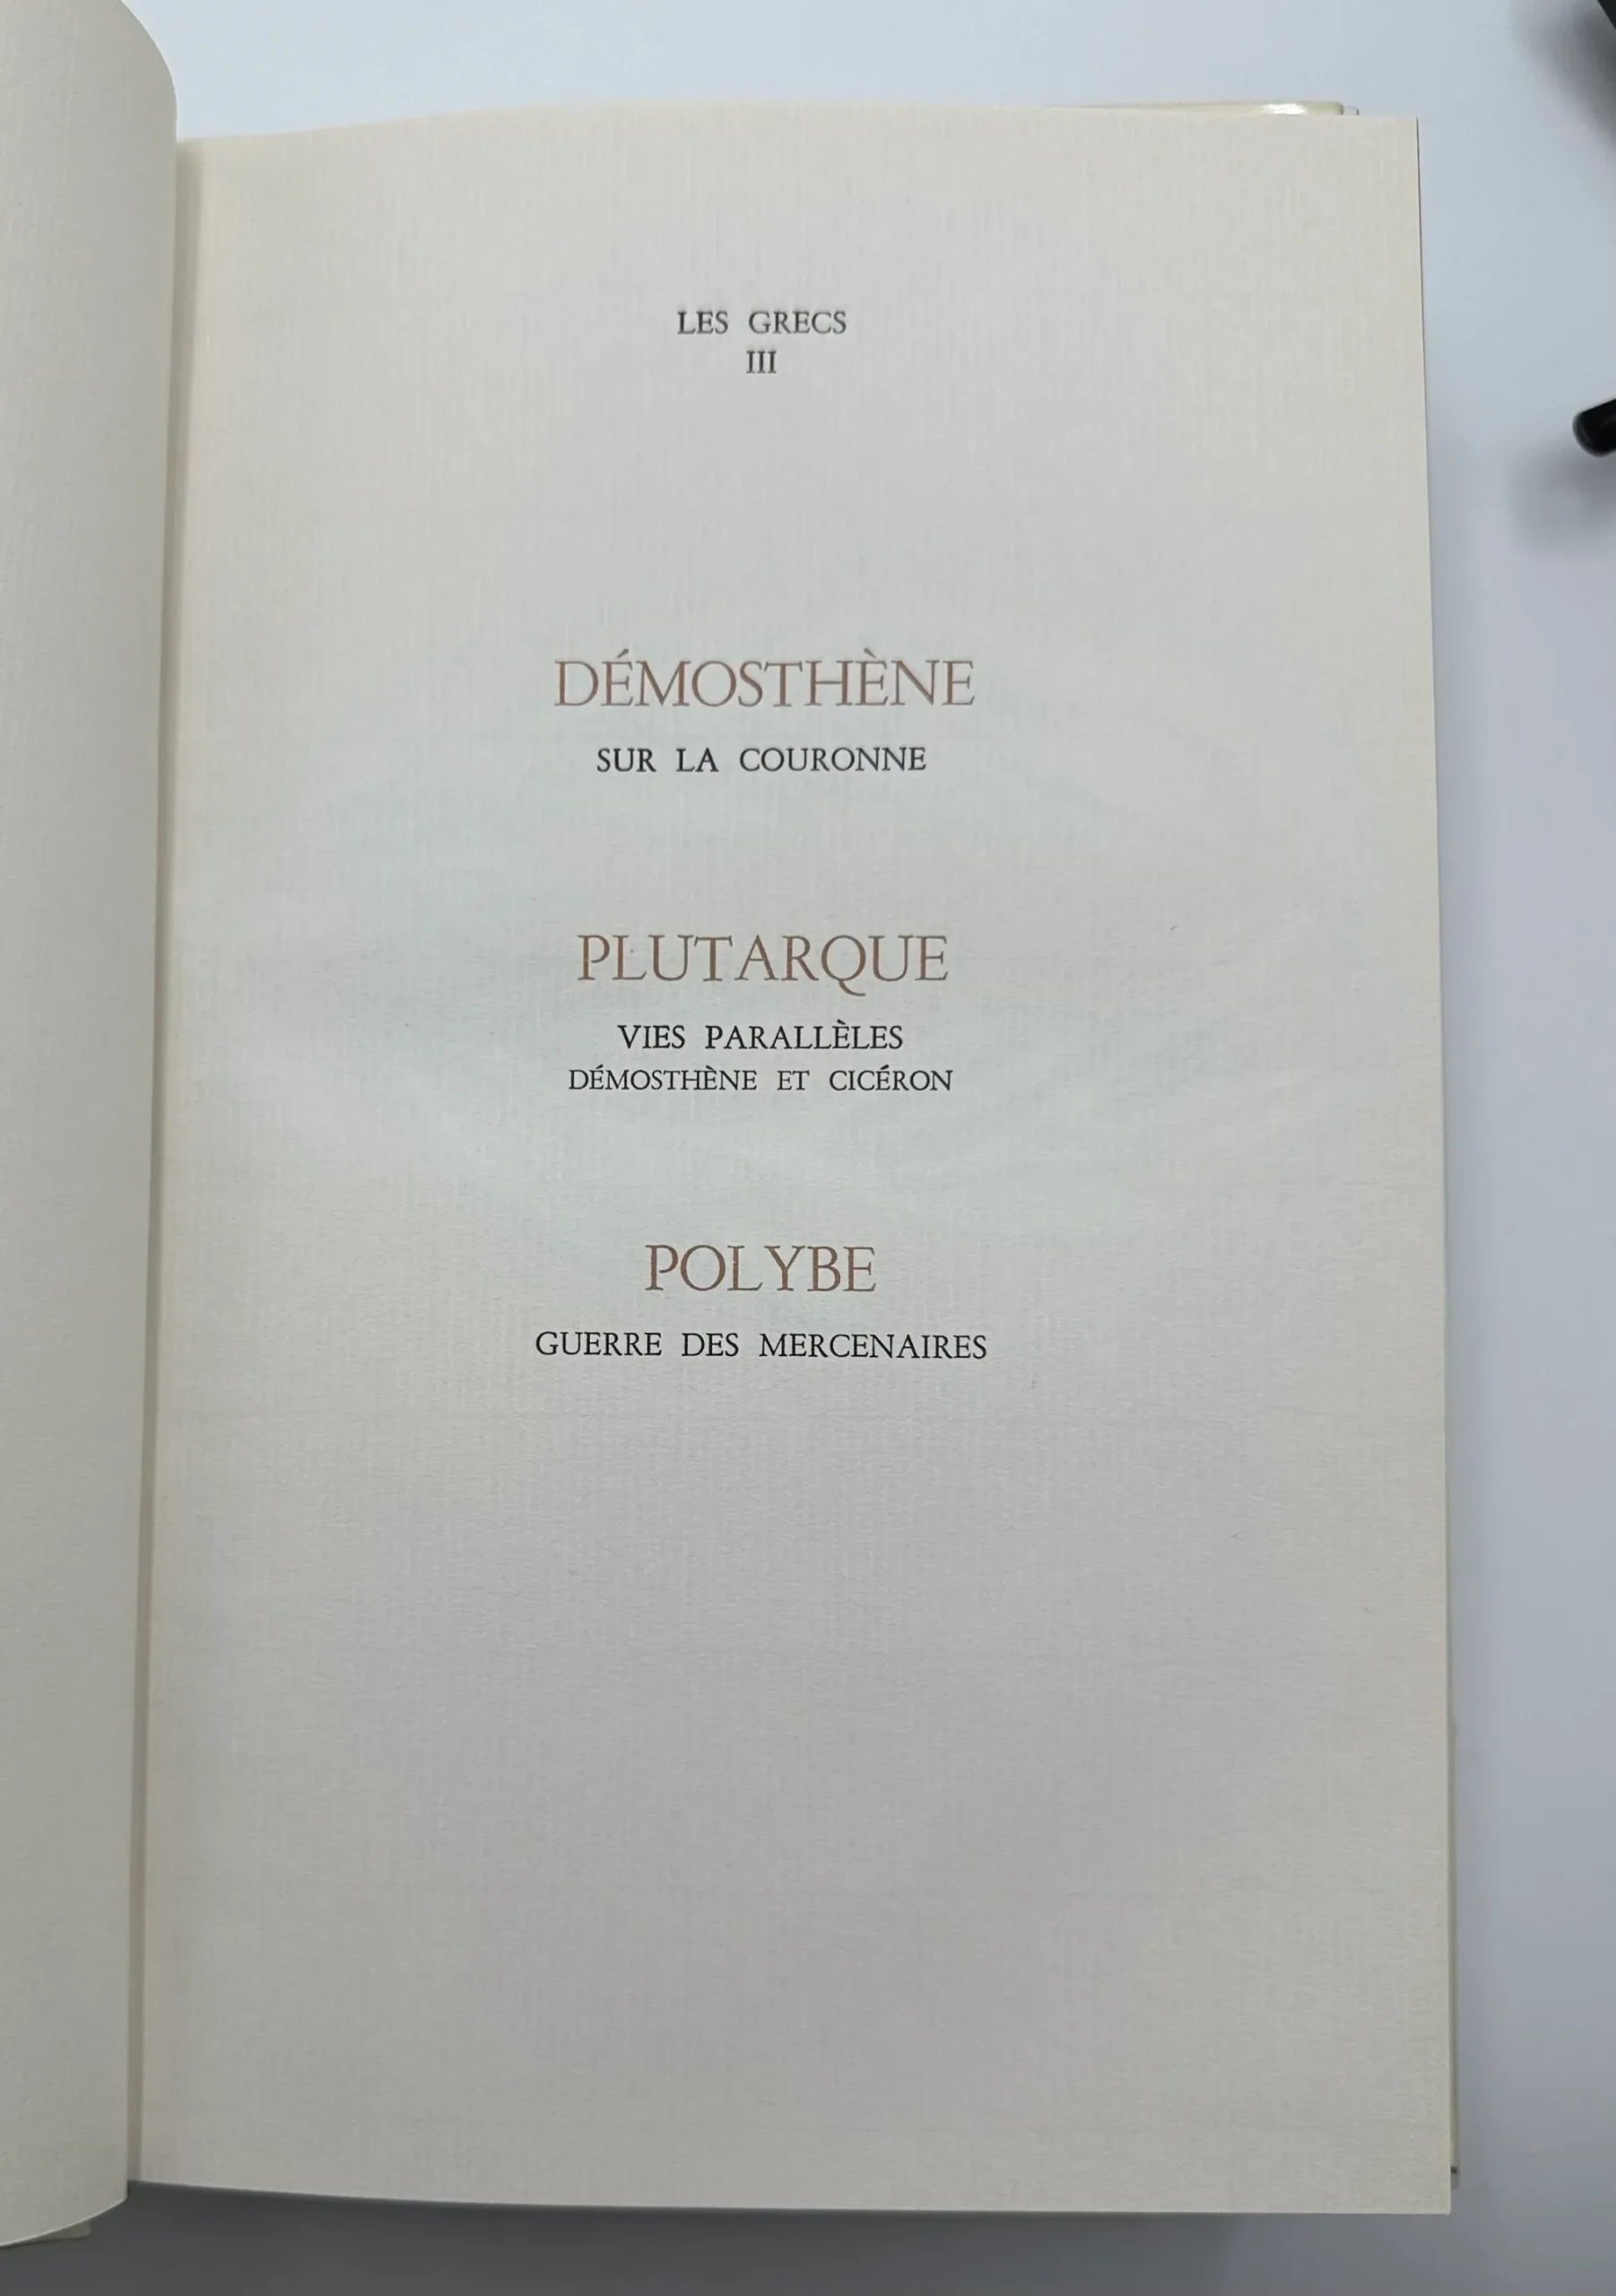 LES GRECS
III
DÉMOSTHÈNE
SUR LA COURONNE
PLUTARQUE
VIES PARALLÈLES
DÉMOSTHÈNE ET CICÉRON
POLYBE
GUERRE DES MERCENAIRES